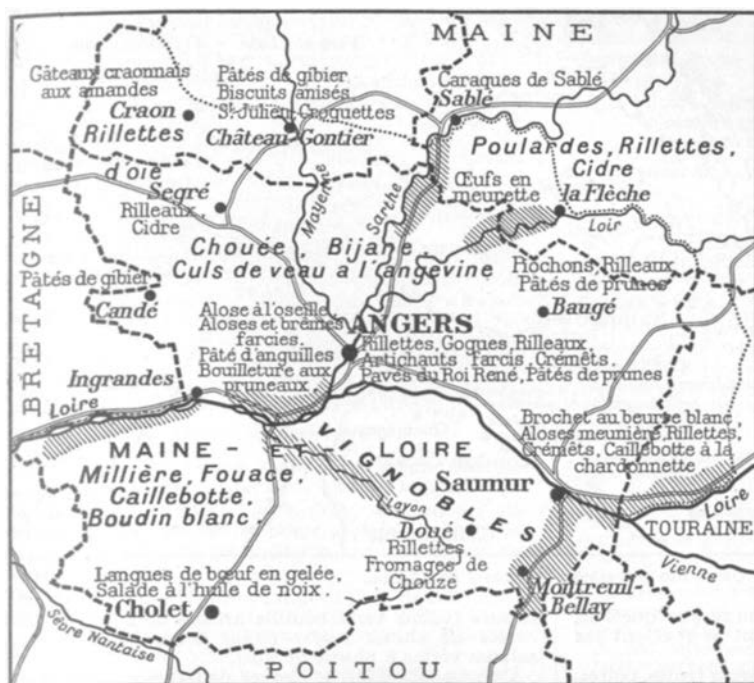 MAINE
Gâteaux craonnais
aux amandes
Craon
Rillettes
d'oie
Pâtés de gibier
Biscuits anisés
St Julien Croquettes
Château-Gontier
Caraques de Sablé
Sablé
Poulardes, Rillettes,
Cidre
Œufs en
meurette
la Flèche
Loir
Mayenne
Sarthe
Segré
Rilleaux,
Cidre
Chouée, Bijane
Culs de veau a l'angevine
BRETAGNE
Pâtés de gibier
Candé
Piochons, Rilleaux
Pâtés de prunes
Baugé
Alose à l'oseille,
Aloses et brêmes
farcies,
Pâté d'anguilles
Bouilleture aux
pruneaux
ANGERS
Rillettes, Gogues, Rilleaux
Artichauts farcis, Crémêts,
Pavés du Roi René, Pâtés de prunes
Ingrandes
Loire
Brochet au beurre blanc
Aloses meunière, Rillettes,
Crémêts, Caillebotte à la
chardonnette
Saumur
MAINE-ET-LOIRE
Millière, Fouace,
Caillebotte,
Boudin blanc,
VIGNOBLES
Layon
Doué
Rillettes
Fromages de
Chouzé
Loire
TOURAINE
Vienne
Montreuil-
Bellay
Langues de bœuf en gelée,
Salade à l'huile de noix.
Cholet
Sèvre Nantaise
POITOU